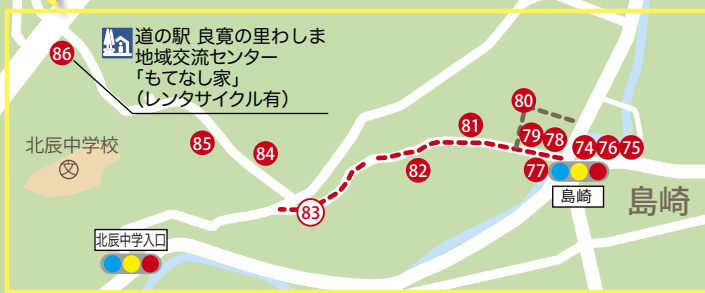 道の駅 良寛の里わしま
地域交流センター
「もてなし家」
（レンタサイクル有）
86
80
81
79
78
74
76
75
北辰中学校
文
85
84
82
77
島崎
島崎
83
北辰中学入口